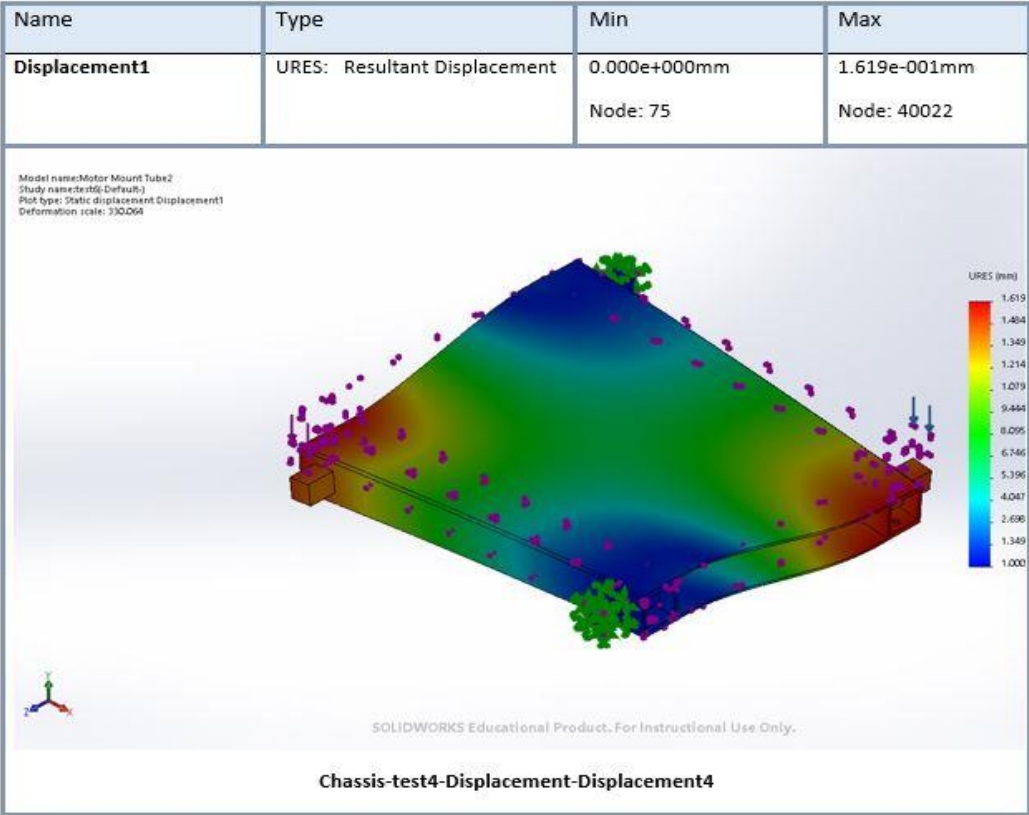 Name Type Min Max
Displacement1 URES: Resultant Displacement 0.000e+000mm 1.619e-001mm
Node: 75 Node: 40022
Model name:Motor Mount Tube2
Study name:test6(-Default-)
Plot type: Static displacement Displacement1
Deformation scale: 330.064
URES (mm)
1.619
1.484
1.349
1.214
1.079
9.444
8.095
6.746
5.396
4.047
2.698
1.349
1.000
Y
Z X
SOLIDWORKS Educational Product. For Instructional Use Only.
Chassis-test4-Displacement-Displacement4